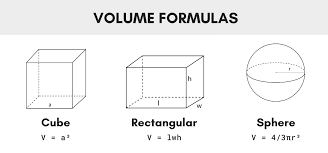 VOLUME FORMULAS
a
h
l
w
r
Cube
Rectangular
Sphere
V = a³
V = lwh
V = 4/3πr³